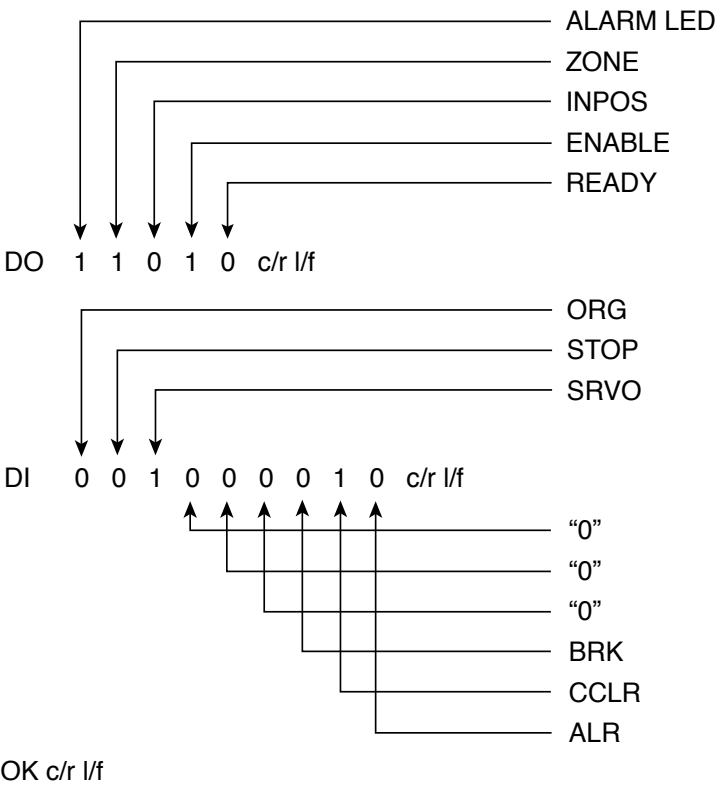 ALARM LED
ZONE
INPOS
ENABLE
READY
DO 1 1 0 1 0 c/r l/f
ORG
STOP
SRVO
DI 0 0 1 0 0 0 0 1 0 c/r l/f
“0”
“0”
“0”
BRK
CCLR
ALR
OK c/r l/f